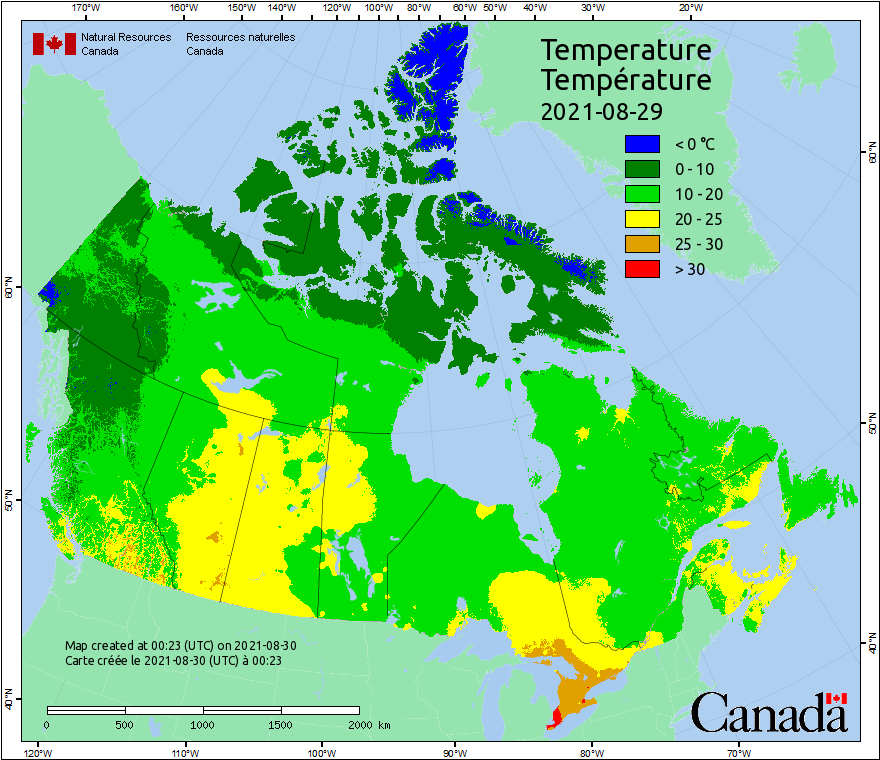 170°W 160°W 150°W 140°W 130°W 120°W 110°W 100°W 80°W 60°W 50°W 40°W 30°W 20°W
Natural Resources Ressources naturelles
Canada Canada
Temperature
Température
2021-08-29
< 0 °C
0 - 10
10 - 20
20 - 25
25 - 30
> 30
60°N
60°N
50°N
50°N
40°N
40°N
Map created at 00:23 (UTC) on 2021-08-30
Carte créée le 2021-08-30 (UTC) à 00:23
0 500 1000 1500 2000 km
Canada
120°W 110°W 100°W 90°W 80°W 70°W